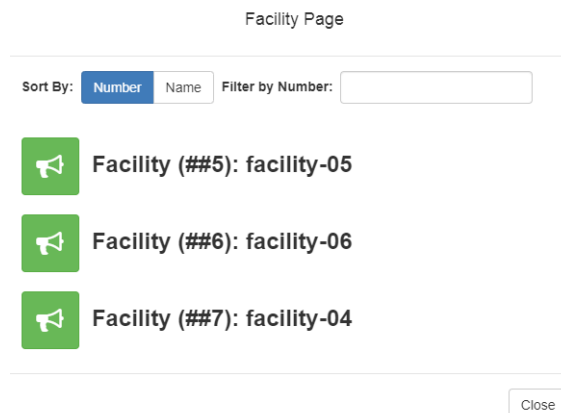 Facility Page
Sort By: Number Name Filter by Number:
Facility (##5): facility-05
Facility (##6): facility-06
Facility (##7): facility-04
Close